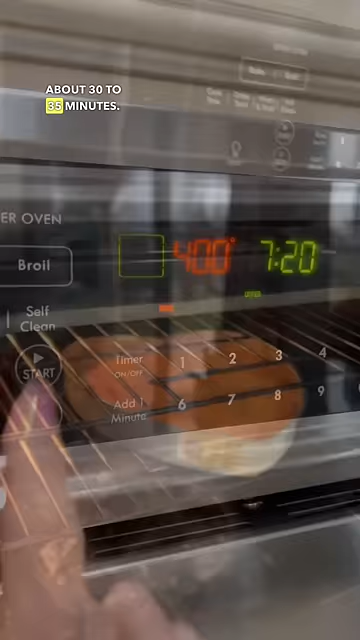 ABOUT 30 TO
35 MINUTES.
ER OVEN
400°
7:20
Broil
Self
Clean
START
Timer
ON/OFF
1 2 3 4
Add 1
Minute
6 7 8 9